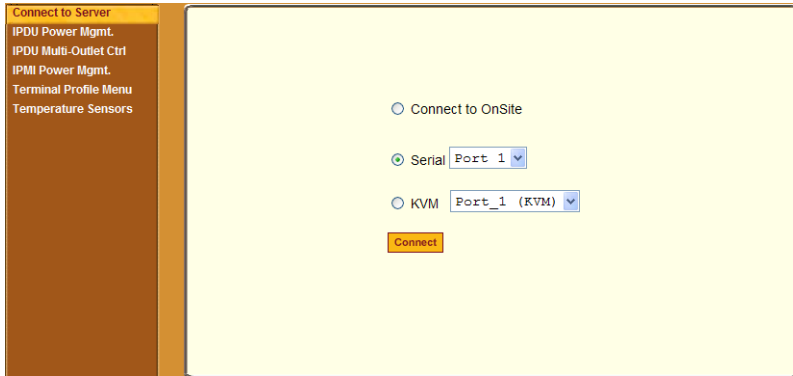 Connect to Server
IPDU Power Mgmt.
IPDU Multi-Outlet Ctrl
IPMI Power Mgmt.
Terminal Profile Menu
Temperature Sensors
Connect to OnSite
Serial Port 1
KVM Port_1 (KVM)
Connect